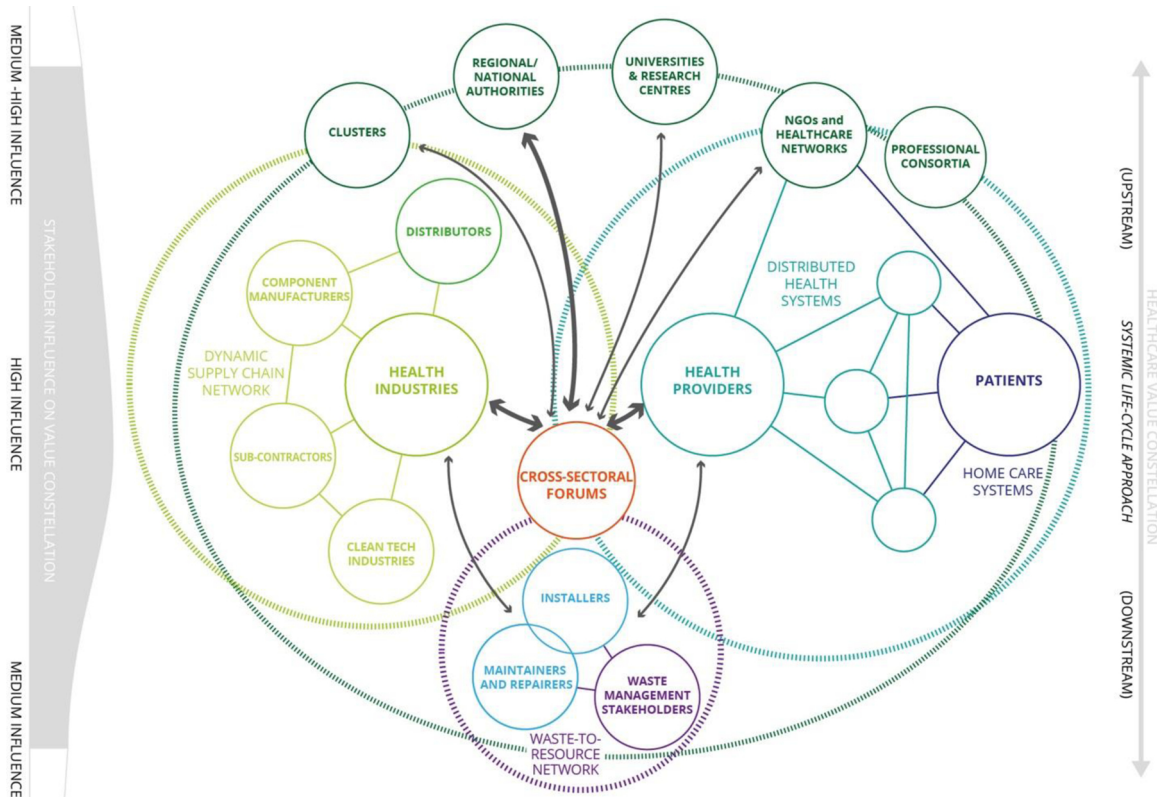 MEDIUM -HIGH INFLUENCE
HIGH INFLUENCE
MEDIUM INFLUENCE
STAKEHOLDER INFLUENCE ON VALUE CONSTELLATION
REGIONAL/
NATIONAL
AUTHORITIES
UNIVERSITIES
& RESEARCH
CENTRES
CLUSTERS
NGOs and
HEALTHCARE
NETWORKS
PROFESSIONAL
CONSORTIA
DISTRIBUTORS
COMPONENT
MANUFACTURERS
DYNAMIC
SUPPLY CHAIN
NETWORK
HEALTH
INDUSTRIES
SUB-CONTRACTORS
CLEAN TECH
INDUSTRIES
DISTRIBUTED
HEALTH
SYSTEMS
HEALTH
PROVIDERS
PATIENTS
HOME CARE
SYSTEMS
CROSS-SECTORAL
FORUMS
INSTALLERS
MAINTAINERS
AND REPAIRERS
WASTE
MANAGEMENT
STAKEHOLDERS
WASTE-TO-
RESOURCE
NETWORK
(UPSTREAM)
SYSTEMIC LIFE-CYCLE APPROACH
(DOWNSTREAM)
HEALTHCARE VALUE CONSTELLATION